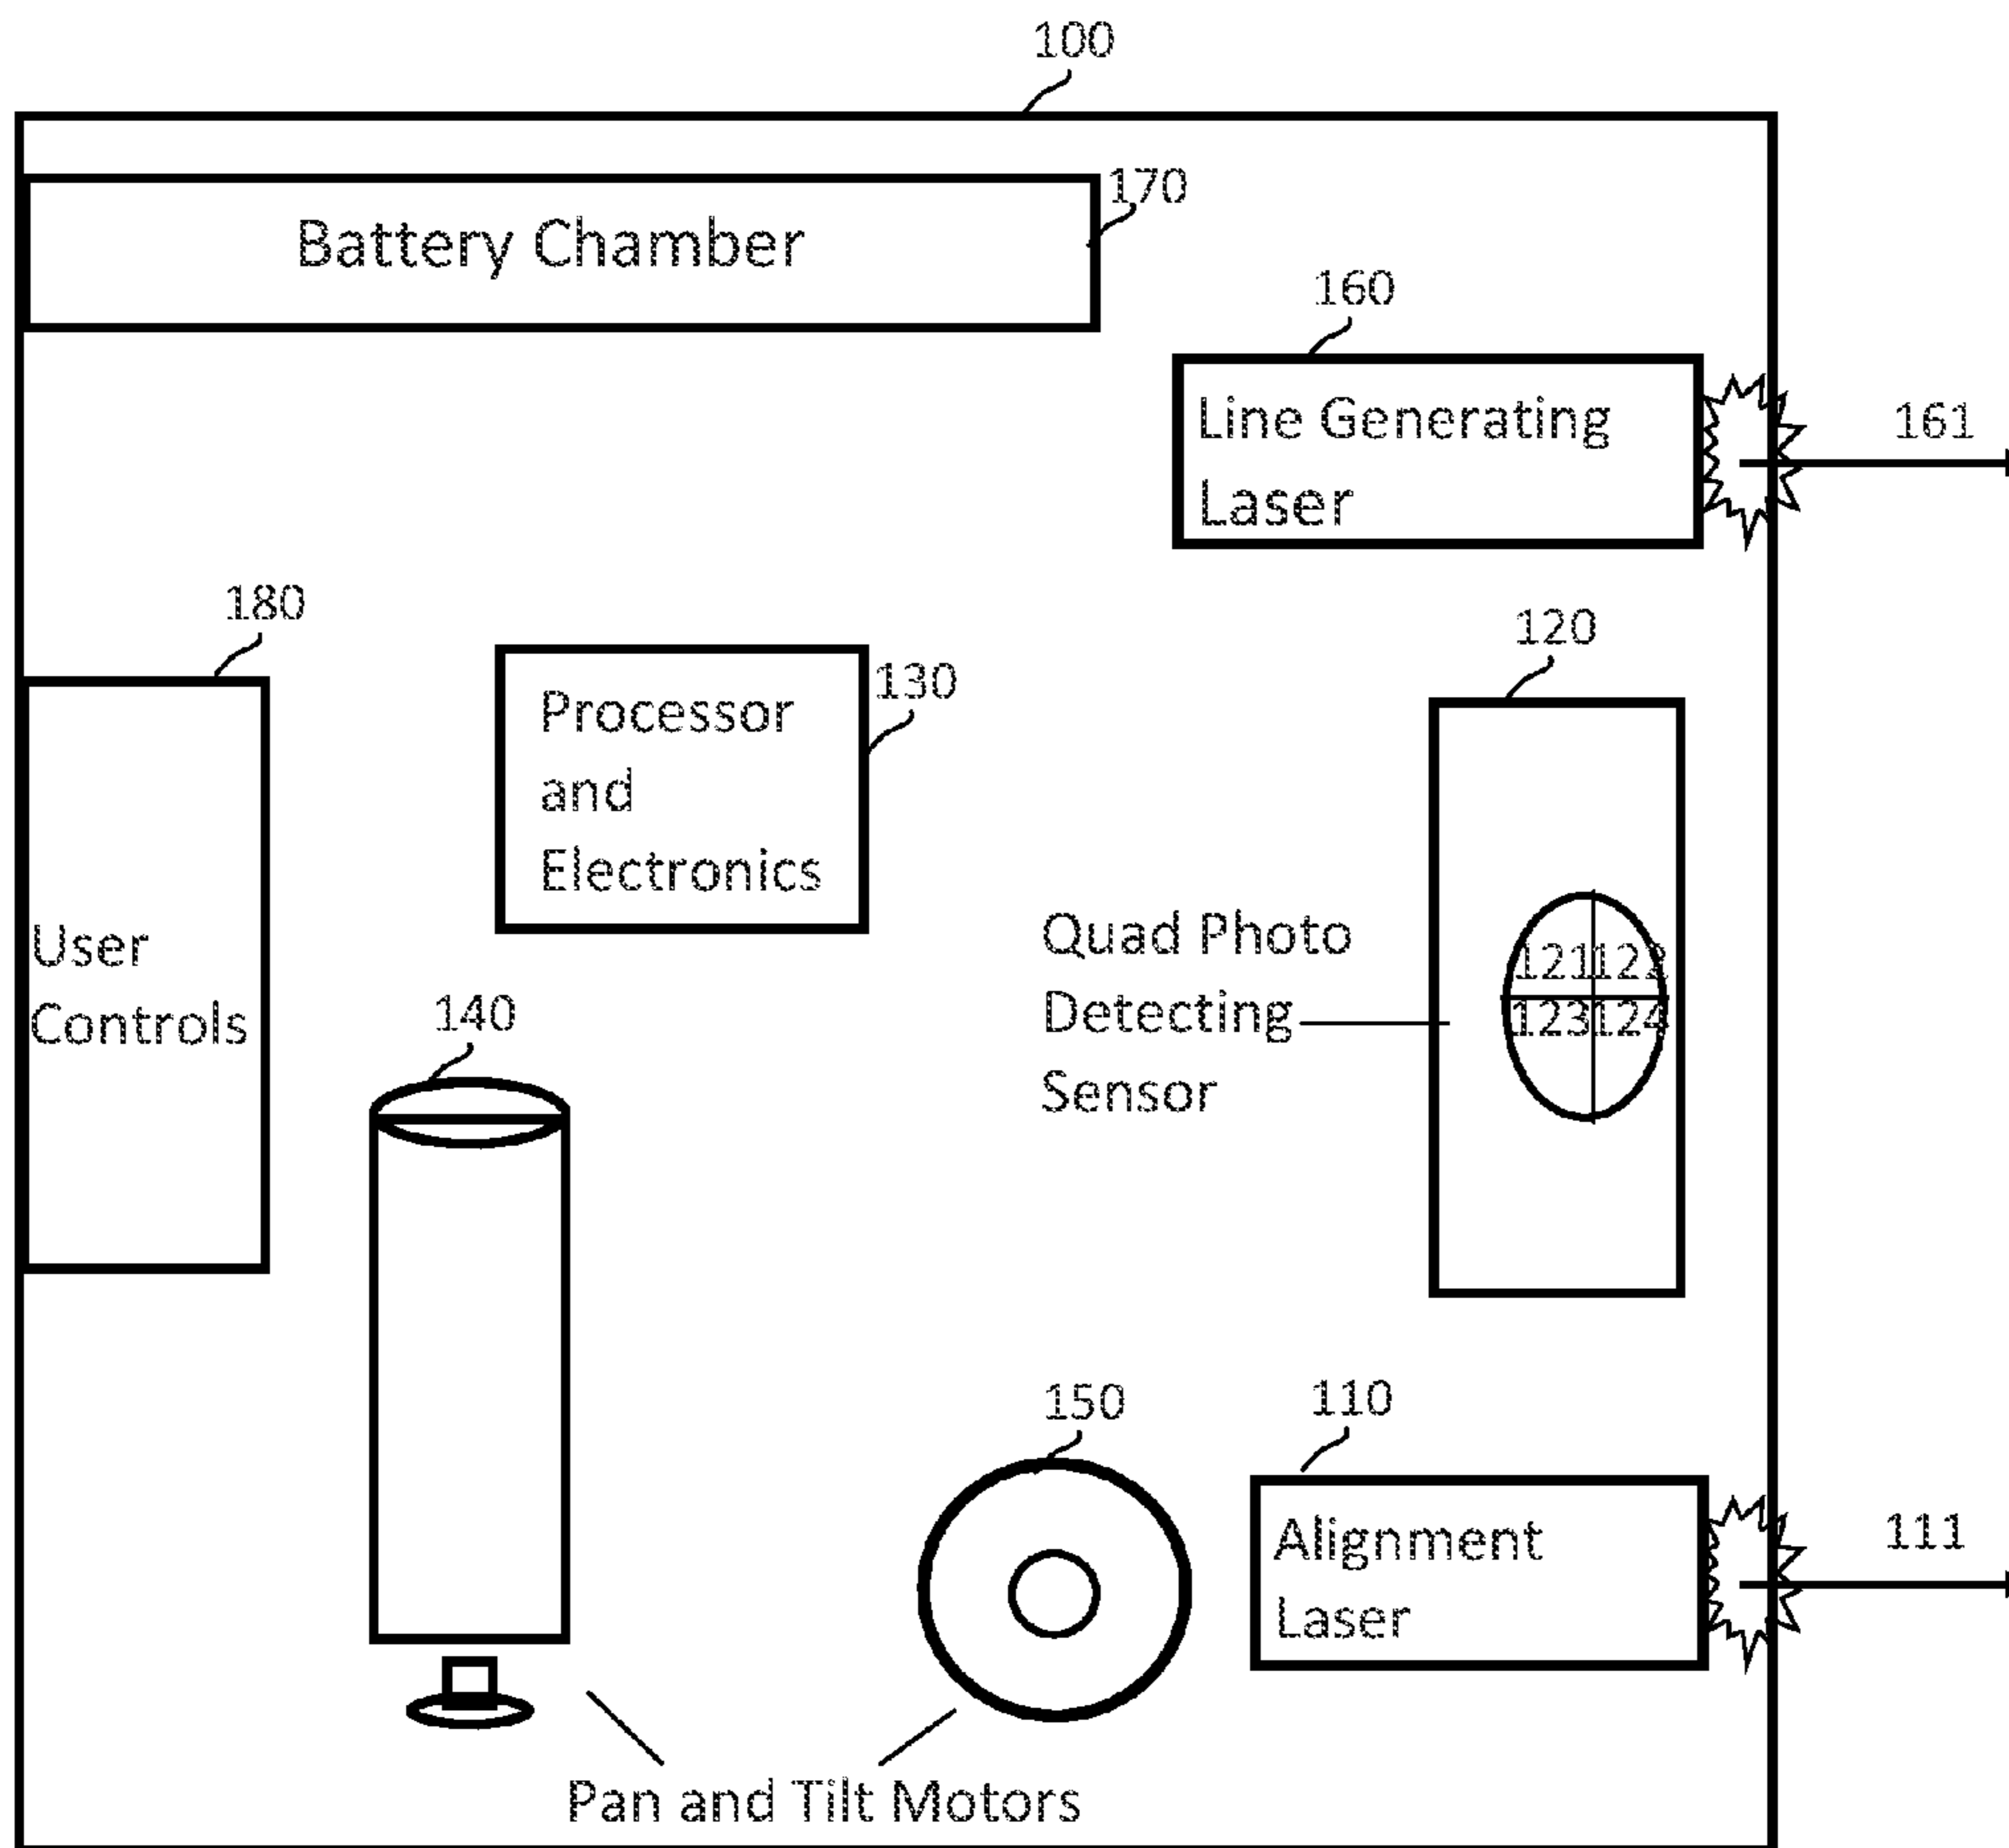 100
170
Battery Chamber
160
Line Generating
Laser
161
180
120
130
Processor
and
Electronics
User
Controls
Quad Photo
Detecting
Sensor
121 122
123 124
140
150
110
Alignment
Laser
111
Pan and Tilt Motors